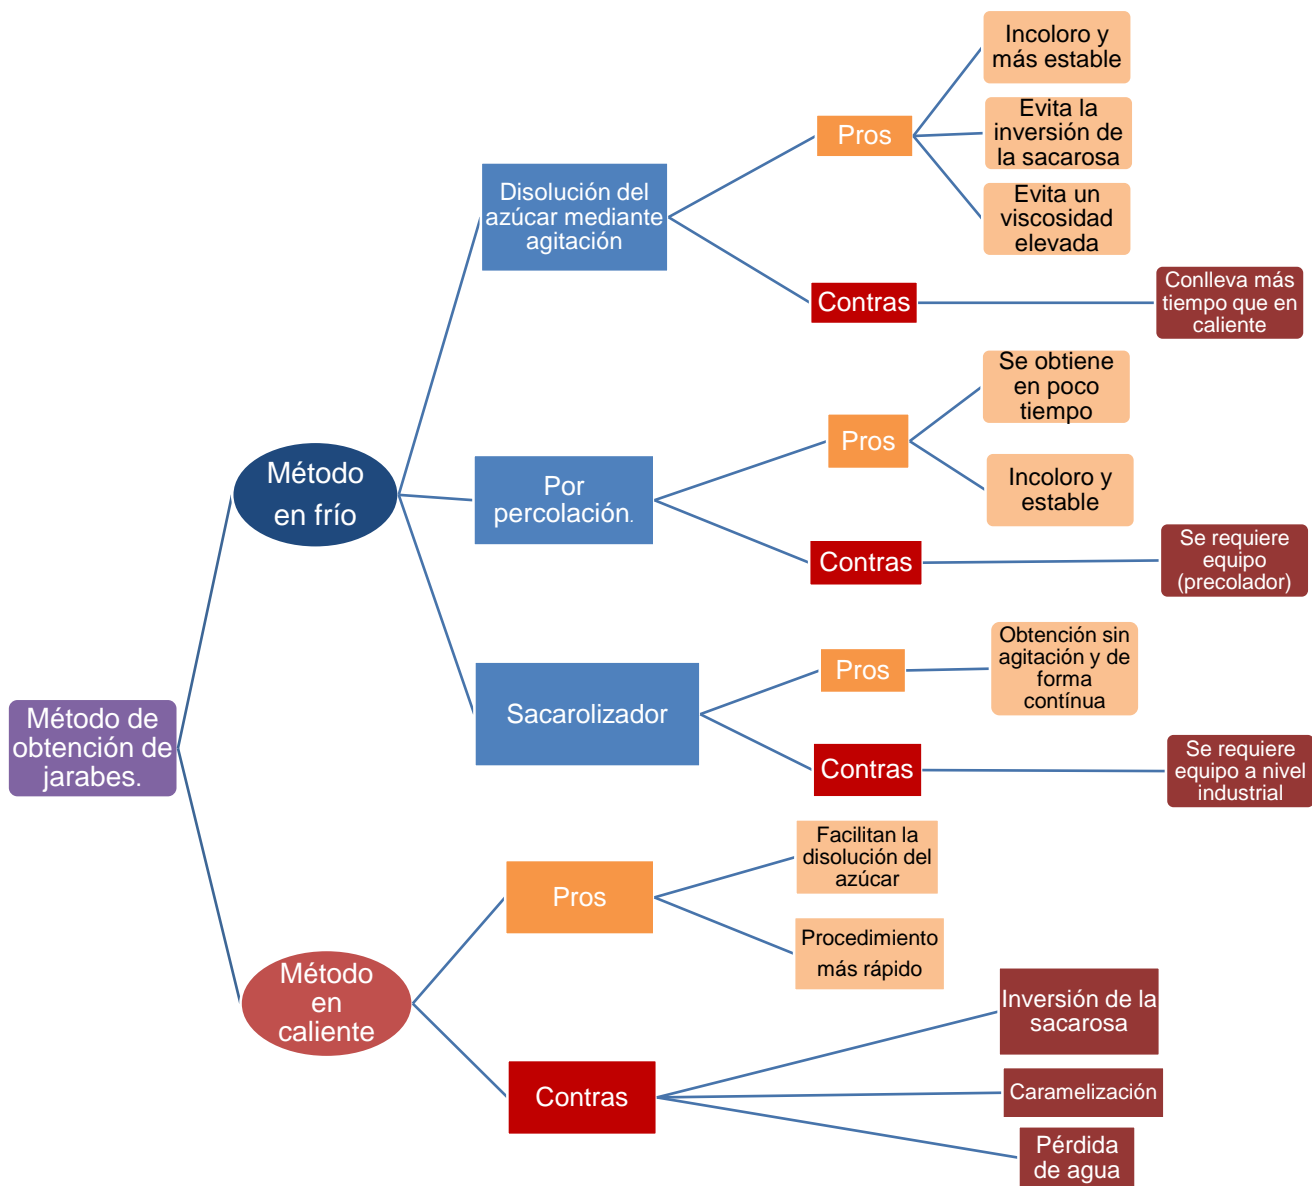 Incoloro y
más estable
Evita la
inversión de
la sacarosa
Pros
Evita un
viscosidad
elevada
Disolución del
azúcar mediante
agitación
Contras
Conlleva más
tiempo que en
caliente
Se obtiene
en poco
tiempo
Pros
Incoloro y
estable
Método
en frío
Por
percolación.
Contras
Se requiere
equipo
(precolador)
Obtención sin
agitación y de
forma
contínua
Pros
Sacarolizador
Contras
Se requiere
equipo a nivel
industrial
Método de
obtención de
jarabes.
Facilitan la
disolución del
azúcar
Pros
Procedimiento
más rápido
Método
en
caliente
Inversión de la
sacarosa
Contras
Caramelización
Pérdida
de agua